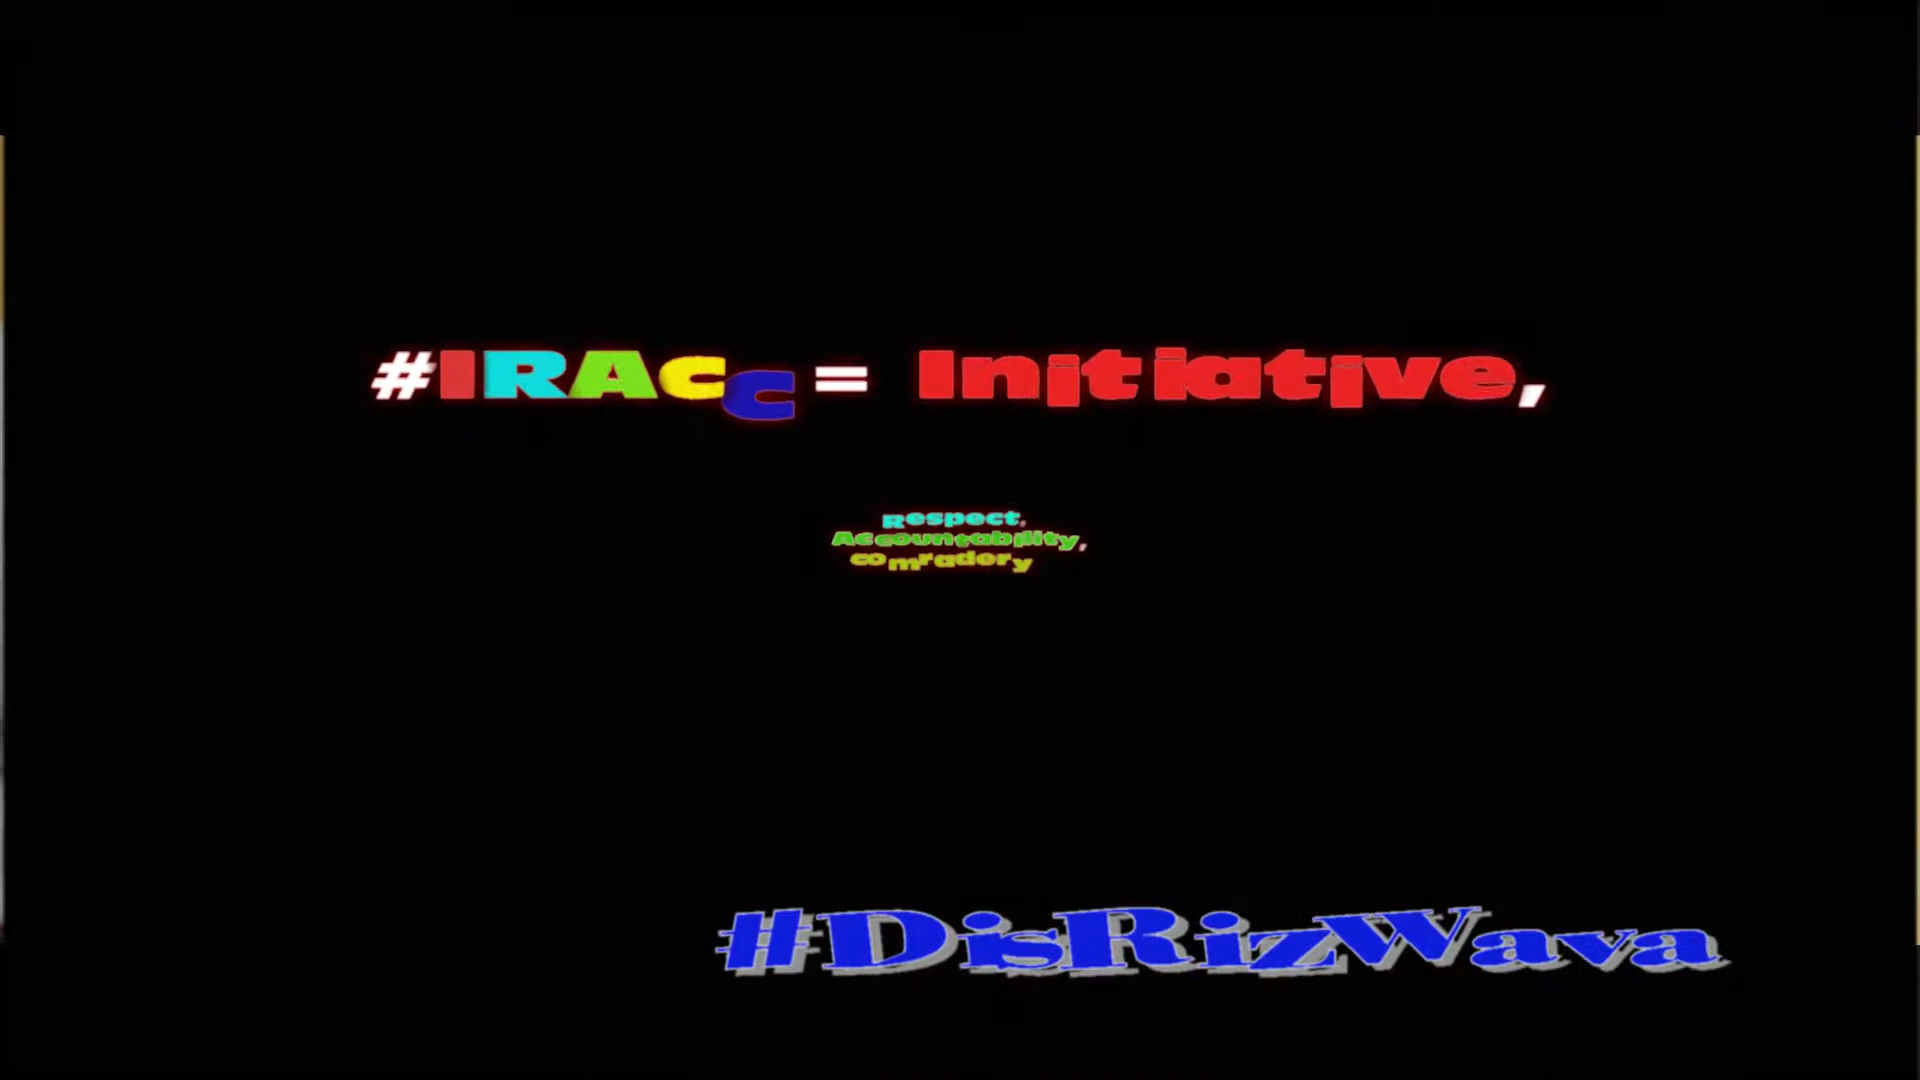 #IRACC = Initiative,
Respect,
Accountability,
comradery
#DisRizWava